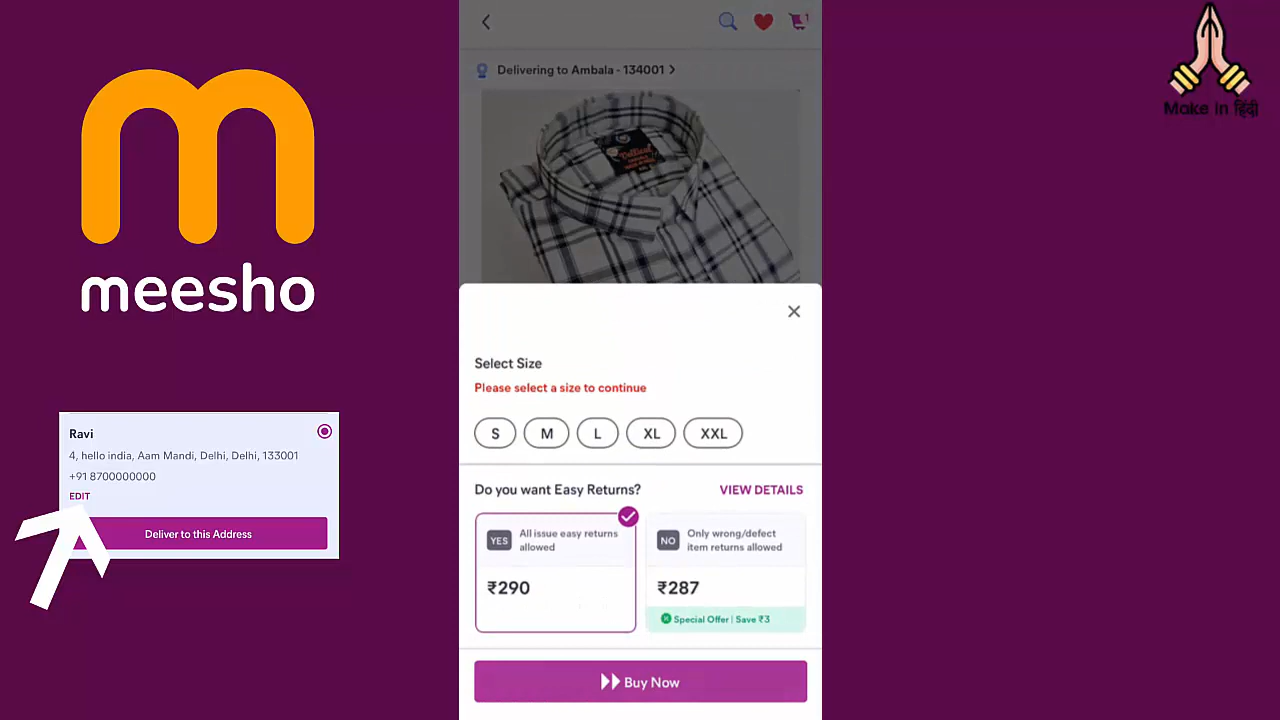 meesho
Ravi
4, hello india, Aam Mandi, Delhi, Delhi, 133001
+91 8700000000
EDIT
Deliver to this Address
1
Delivering to Ambala - 134001
Select Size
Please select a size to continue
S M L XL XXL
Do you want Easy Returns? VIEW DETAILS
YES All issue easy returns
allowed
₹290
NO Only wrong/defect
item returns allowed
₹287
Special Offer | Save ₹3
Buy Now
Make in हिंदी